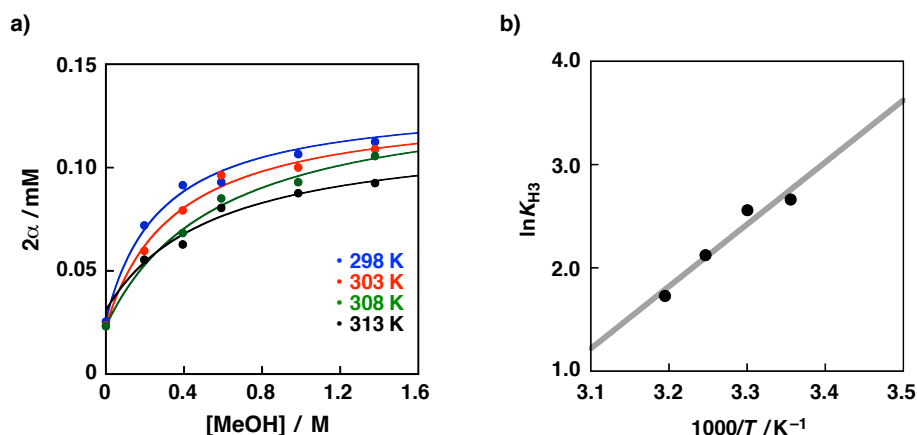 a)
2α / mM
0.15
0.10
0.05
0
0
0.4
0.8
1.2
1.6
[MeOH] / M
• 298 K
• 303 K
• 308 K
• 313 K
b)
lnK_H3
4.0
3.0
2.0
1.0
3.1
3.2
3.3
3.4
3.5
1000/T /K⁻¹